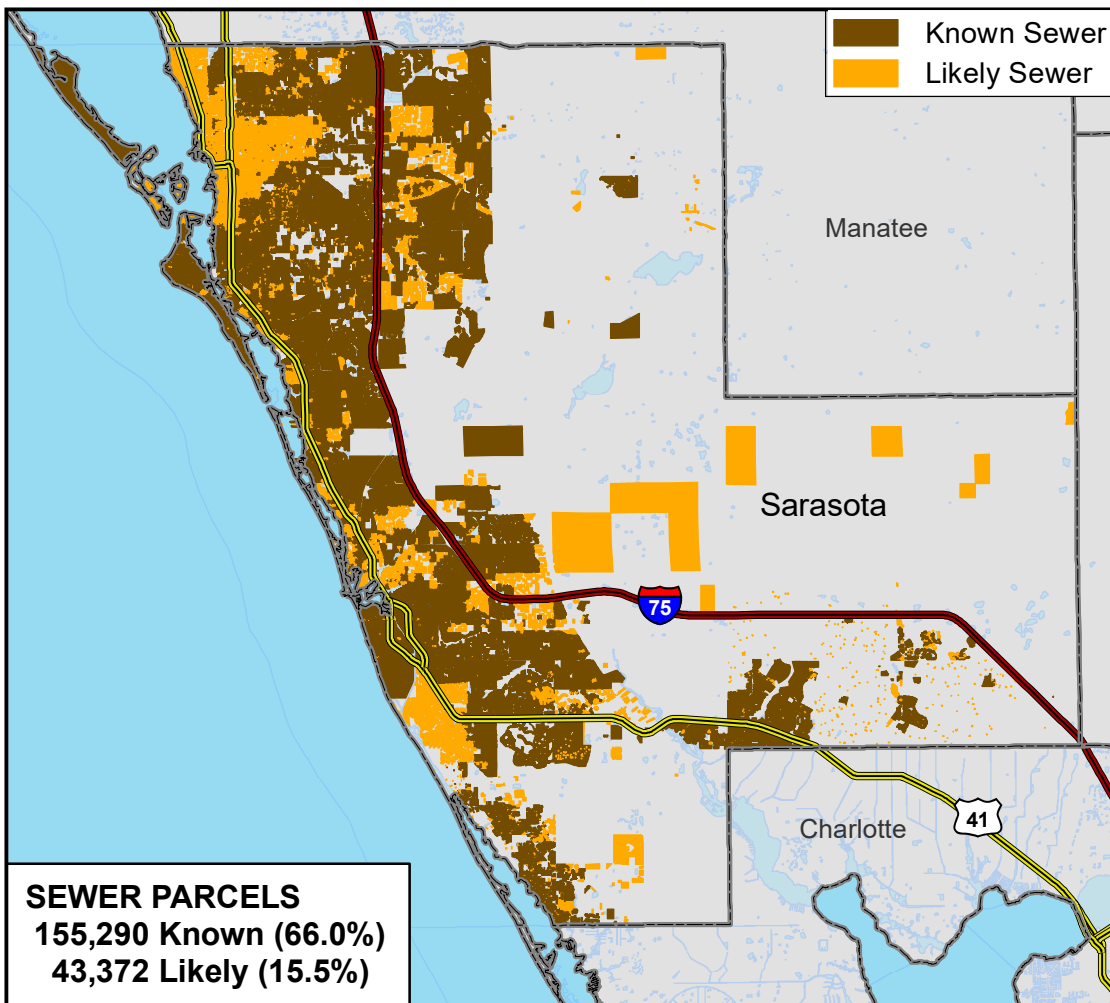 Known Sewer
Likely Sewer
Manatee
Sarasota
75
41
Charlotte
SEWER PARCELS
155,290 Known (66.0%)
43,372 Likely (15.5%)